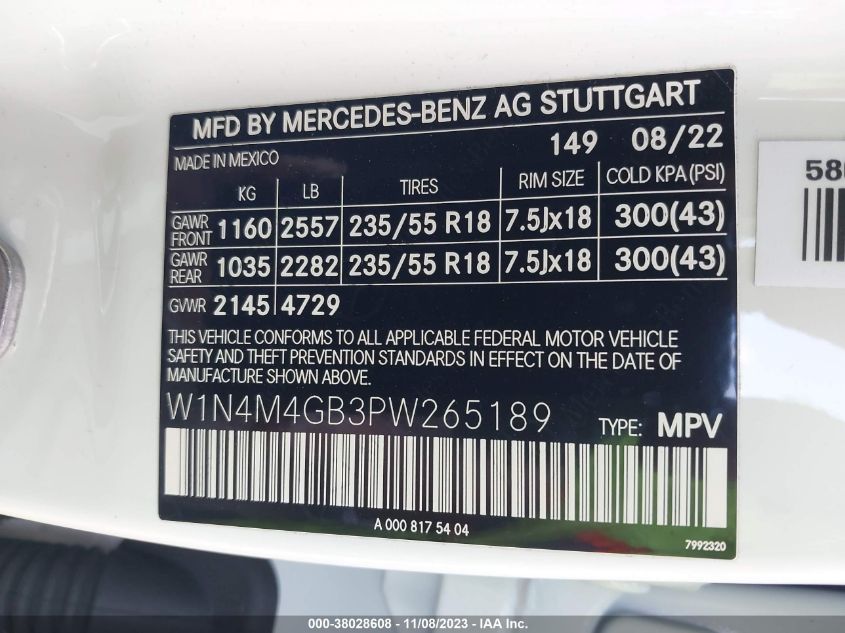 MFD BY MERCEDES-BENZ AG STUTTGART
MADE IN MEXICO 149 08/22
KG LB TIRES RIM SIZE COLD KPA (PSI)
GAWR FRONT 1160 2557 235/55 R18 7.5Jx18 300(43)
GAWR REAR 1035 2282 235/55 R18 7.5Jx18 300(43)
GVWR 2145 4729
THIS VEHICLE CONFORMS TO ALL APPLICABLE FEDERAL MOTOR VEHICLE
SAFETY AND THEFT PREVENTION STANDARDS IN EFFECT ON THE DATE OF
MANUFACTURE SHOWN ABOVE.
W1N4M4GB3PW265189 TYPE: MPV
A 000 817 54 04
7992320
000-38028608 - 11/08/2023 - IAA Inc.